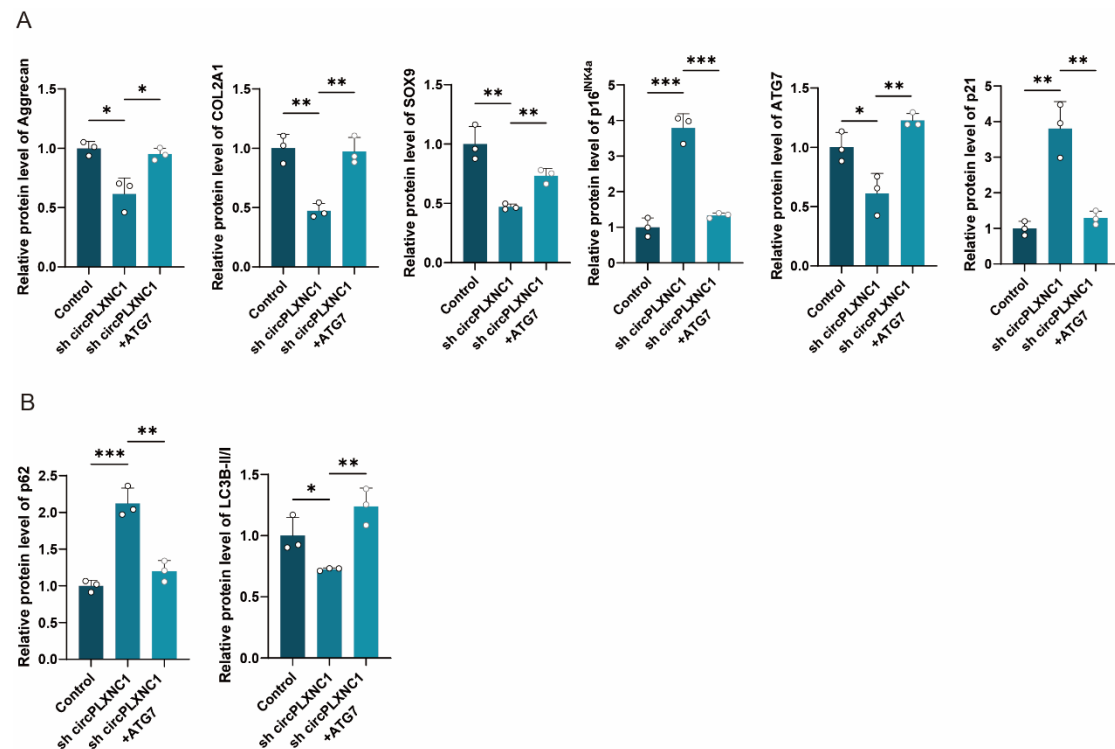 A
Relative protein level of Aggrecan
1.5
1.0
0.5
0.0
*
*
Control
sh circPLXNC1
sh circPLXNC1
+ATG7
Relative protein level of COL2A1
1.5
1.0
0.5
0.0
**
**
Control
sh circPLXNC1
sh circPLXNC1
+ATG7
Relative protein level of SOX9
1.5
1.0
0.5
0.0
**
**
Control
sh circPLXNC1
sh circPLXNC1
+ATG7
Relative protein level of p16^INK4a
5
4
3
2
1
0
***
***
Control
sh circPLXNC1
sh circPLXNC1
+ATG7
Relative protein level of ATG7
1.5
1.0
0.5
0.0
*
**
Control
sh circPLXNC1
sh circPLXNC1
+ATG7
Relative protein level of p21
5
4
3
2
1
0
**
**
Control
sh circPLXNC1
sh circPLXNC1
+ATG7
B
Relative protein level of p62
2.5
2.0
1.5
1.0
0.5
0.0
***
**
Control
sh circPLXNC1
sh circPLXNC1
+ATG7
Relative protein level of LC3B-II/I
1.5
1.0
0.5
0.0
*
**
Control
sh circPLXNC1
sh circPLXNC1
+ATG7